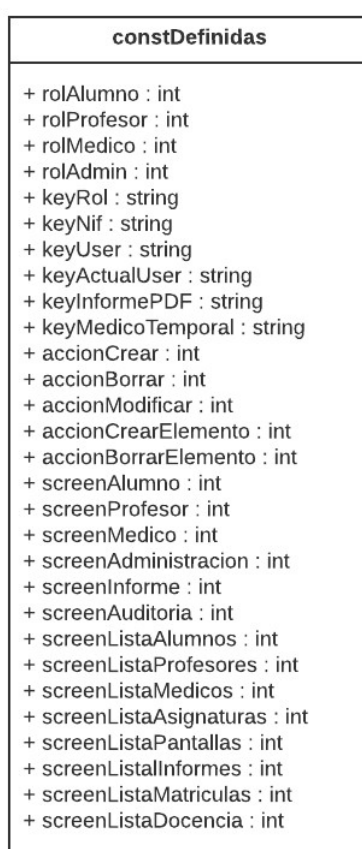 constDefinidas
+ rolAlumno : int
+ rolProfesor : int
+ rolMedico : int
+ rolAdmin : int
+ keyRol : string
+ keyNif : string
+ keyUser : string
+ keyActualUser : string
+ keyInformePDF : string
+ keyMedicoTemporal : string
+ accionCrear : int
+ accionBorrar : int
+ accionModificar : int
+ accionCrearElemento : int
+ accionBorrarElemento : int
+ screenAlumno : int
+ screenProfesor : int
+ screenMedico : int
+ screenAdministracion : int
+ screenInforme : int
+ screenAuditoria : int
+ screenListaAlumnos : int
+ screenListaProfesores : int
+ screenListaMedicos : int
+ screenListaAsignaturas : int
+ screenListaPantallas : int
+ screenListaIInformes : int
+ screenListaMatriculas : int
+ screenListaDocencia : int